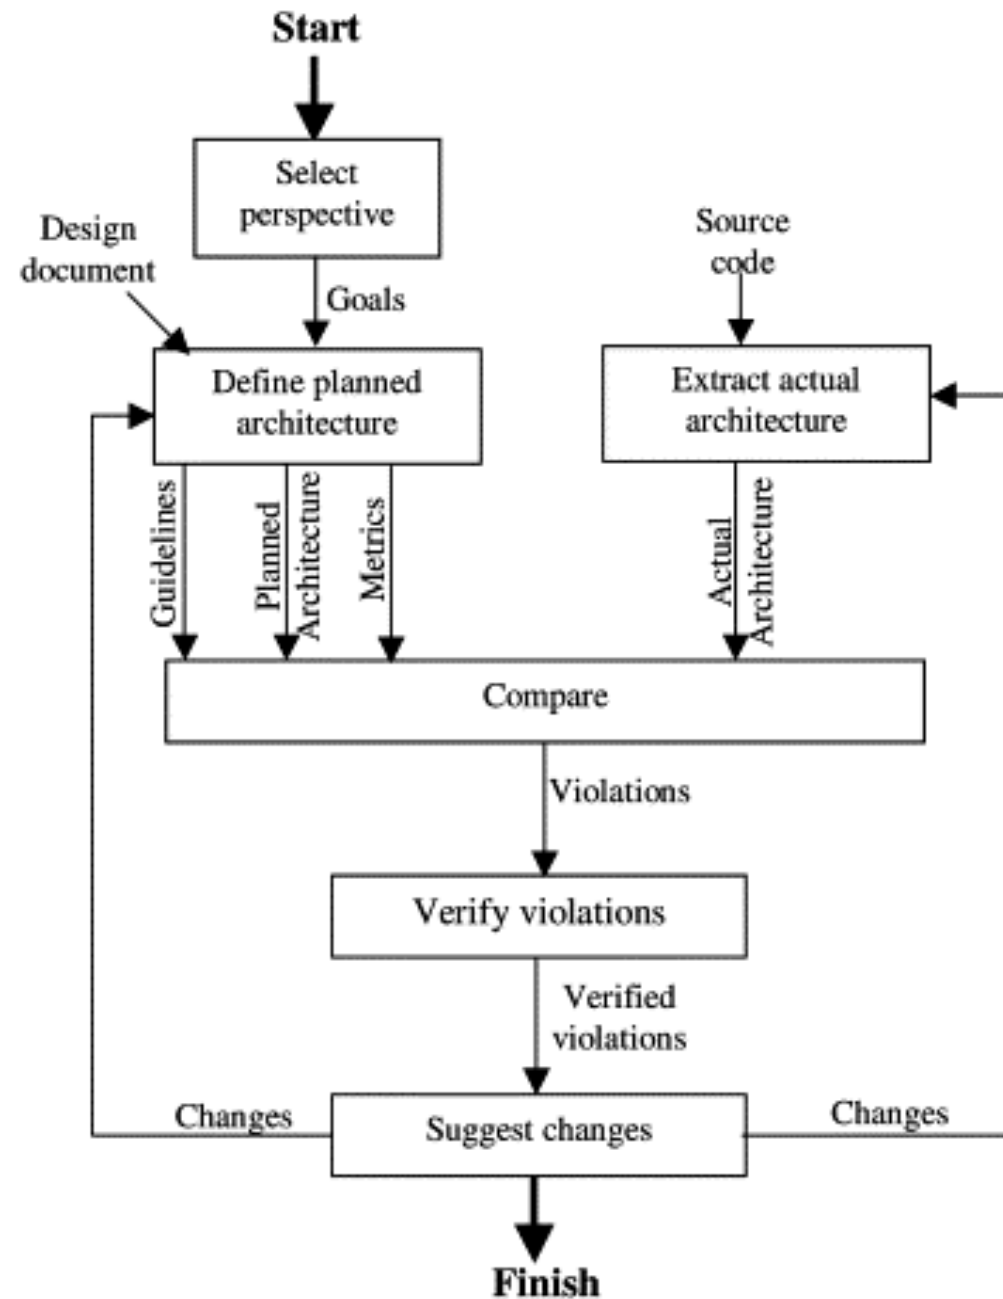 Start
Select
perspective
Design
document
Source
code
Goals
Define planned
architecture
Extract actual
architecture
Guidelines
Planned
Architecture
Metrics
Actual
Architecture
Compare
Violations
Verify violations
Verified
violations
Changes
Suggest changes
Changes
Finish